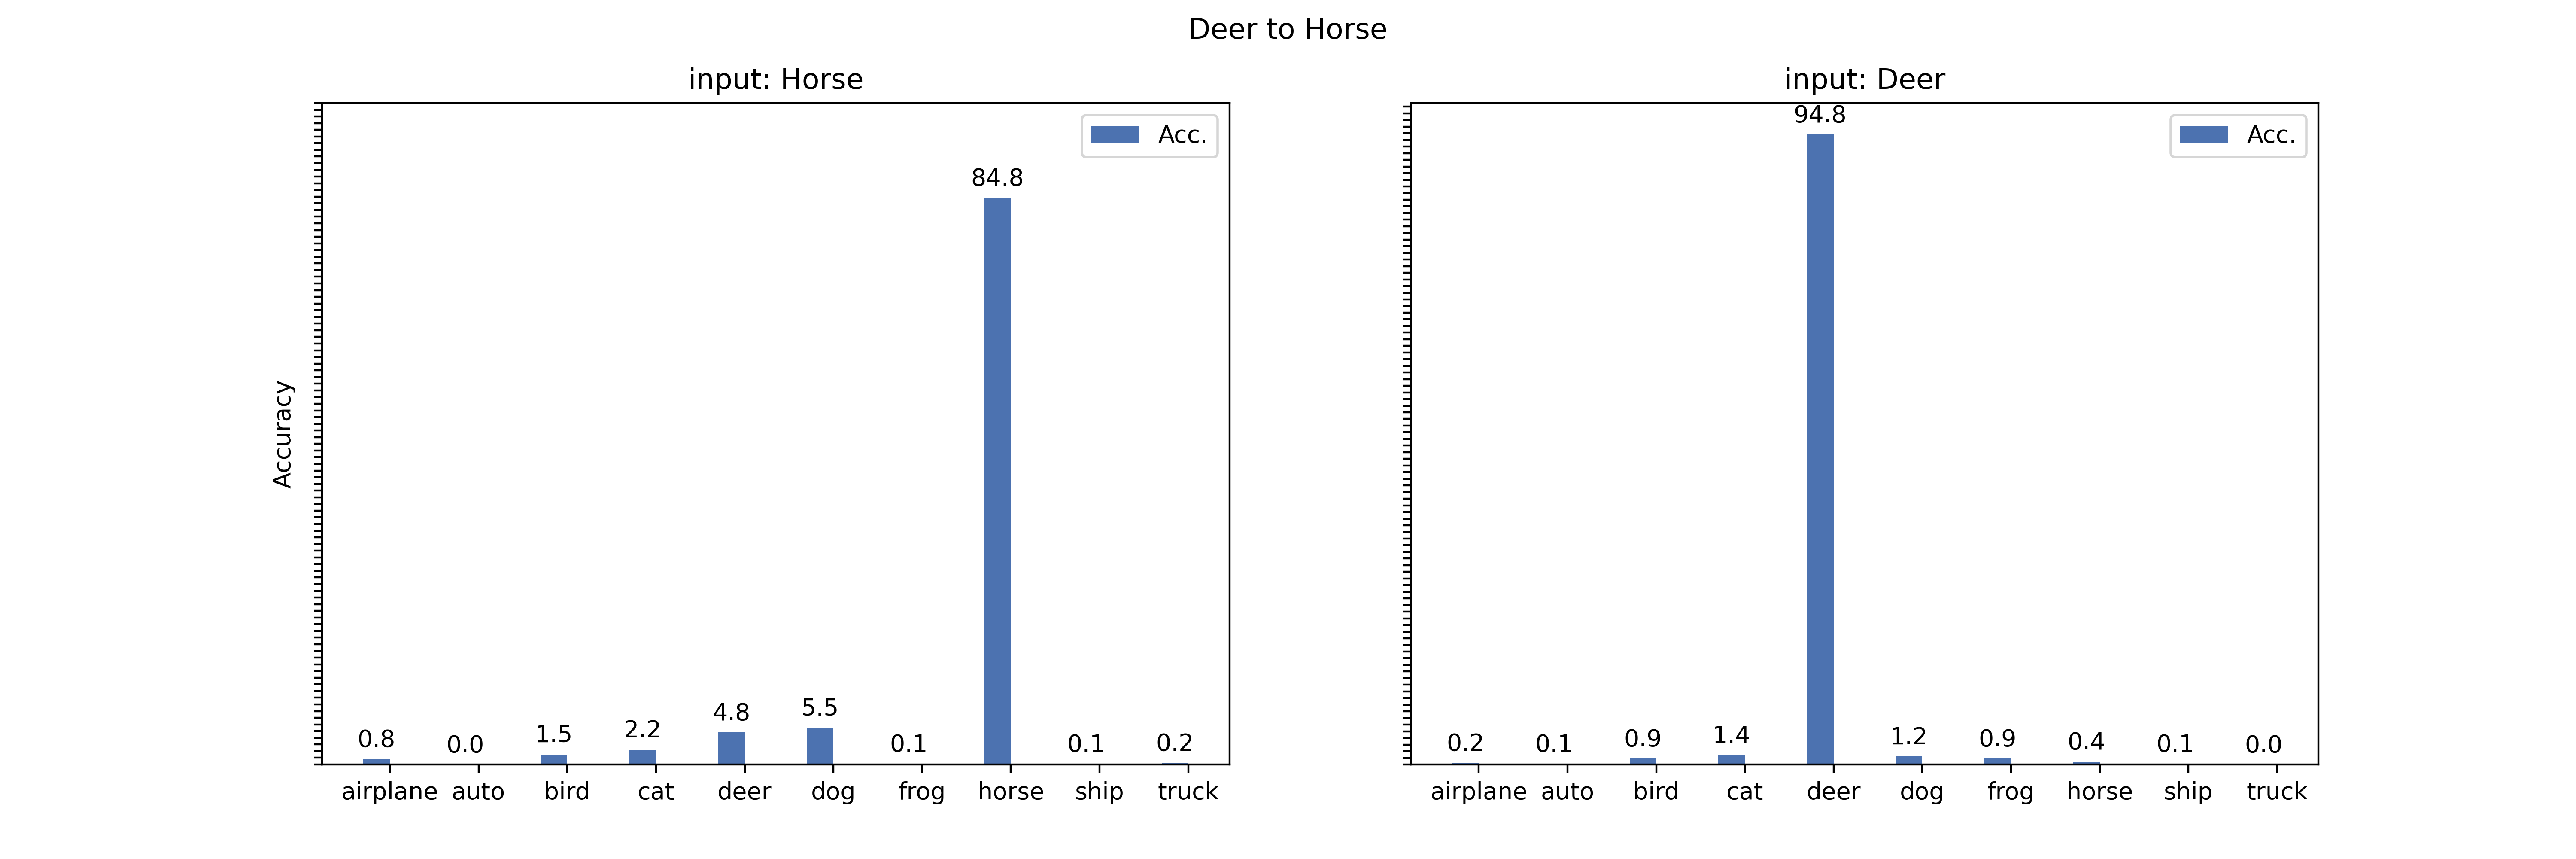 Deer to Horse
input: Horse
Acc.
84.8
0.8 0.0 1.5 2.2 4.8 5.5 0.1 0.1 0.2
Accuracy
airplane auto bird cat deer dog frog horse ship truck
input: Deer
94.8
Acc.
0.2 0.1 0.9 1.4 1.2 0.9 0.4 0.1 0.0
airplane auto bird cat deer dog frog horse ship truck